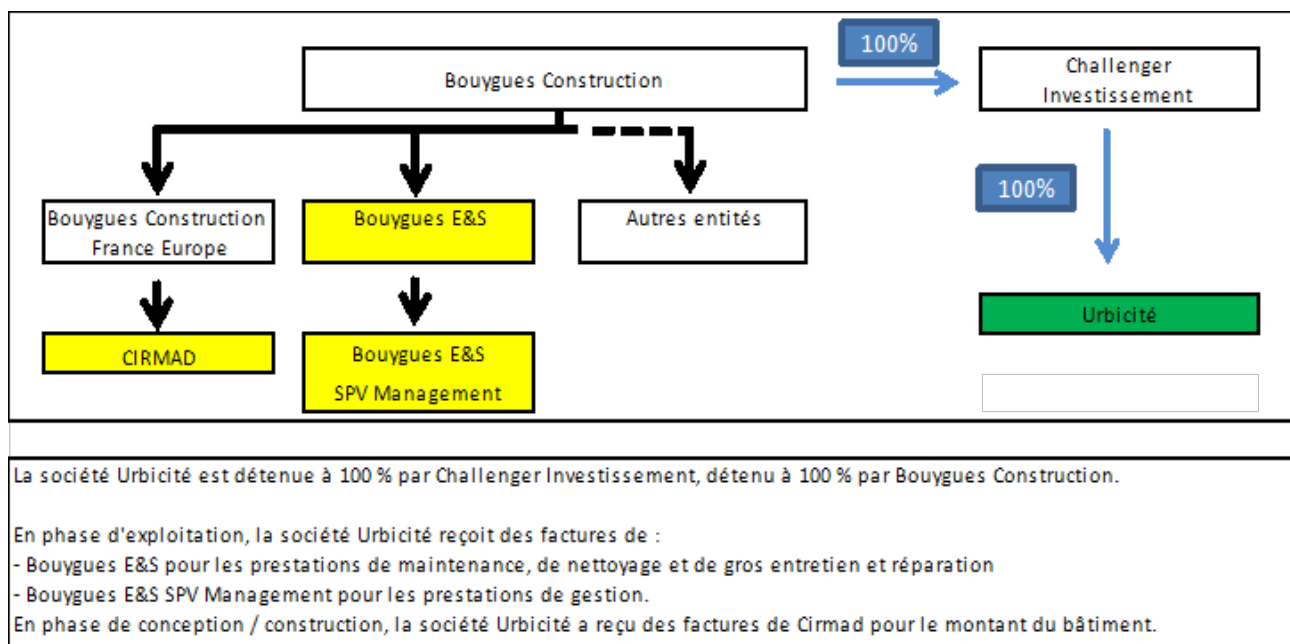 100%
Bouygues Construction
Challenger
Investissement
100%
Bouygues Construction
France Europe
Bouygues E&S
Autres entités
CIRMAD
Bouygues E&S
SPV Management
Urbicité
La société Urbicité est détenue à 100 % par Challenger Investissement, détenu à 100 % par Bouygues Construction.
En phase d'exploitation, la société Urbicité reçoit des factures de :
- Bouygues E&S pour les prestations de maintenance, de nettoyage et de gros entretien et réparation
- Bouygues E&S SPV Management pour les prestations de gestion.
En phase de conception / construction, la société Urbicité a reçu des factures de Cirmad pour le montant du bâtiment.